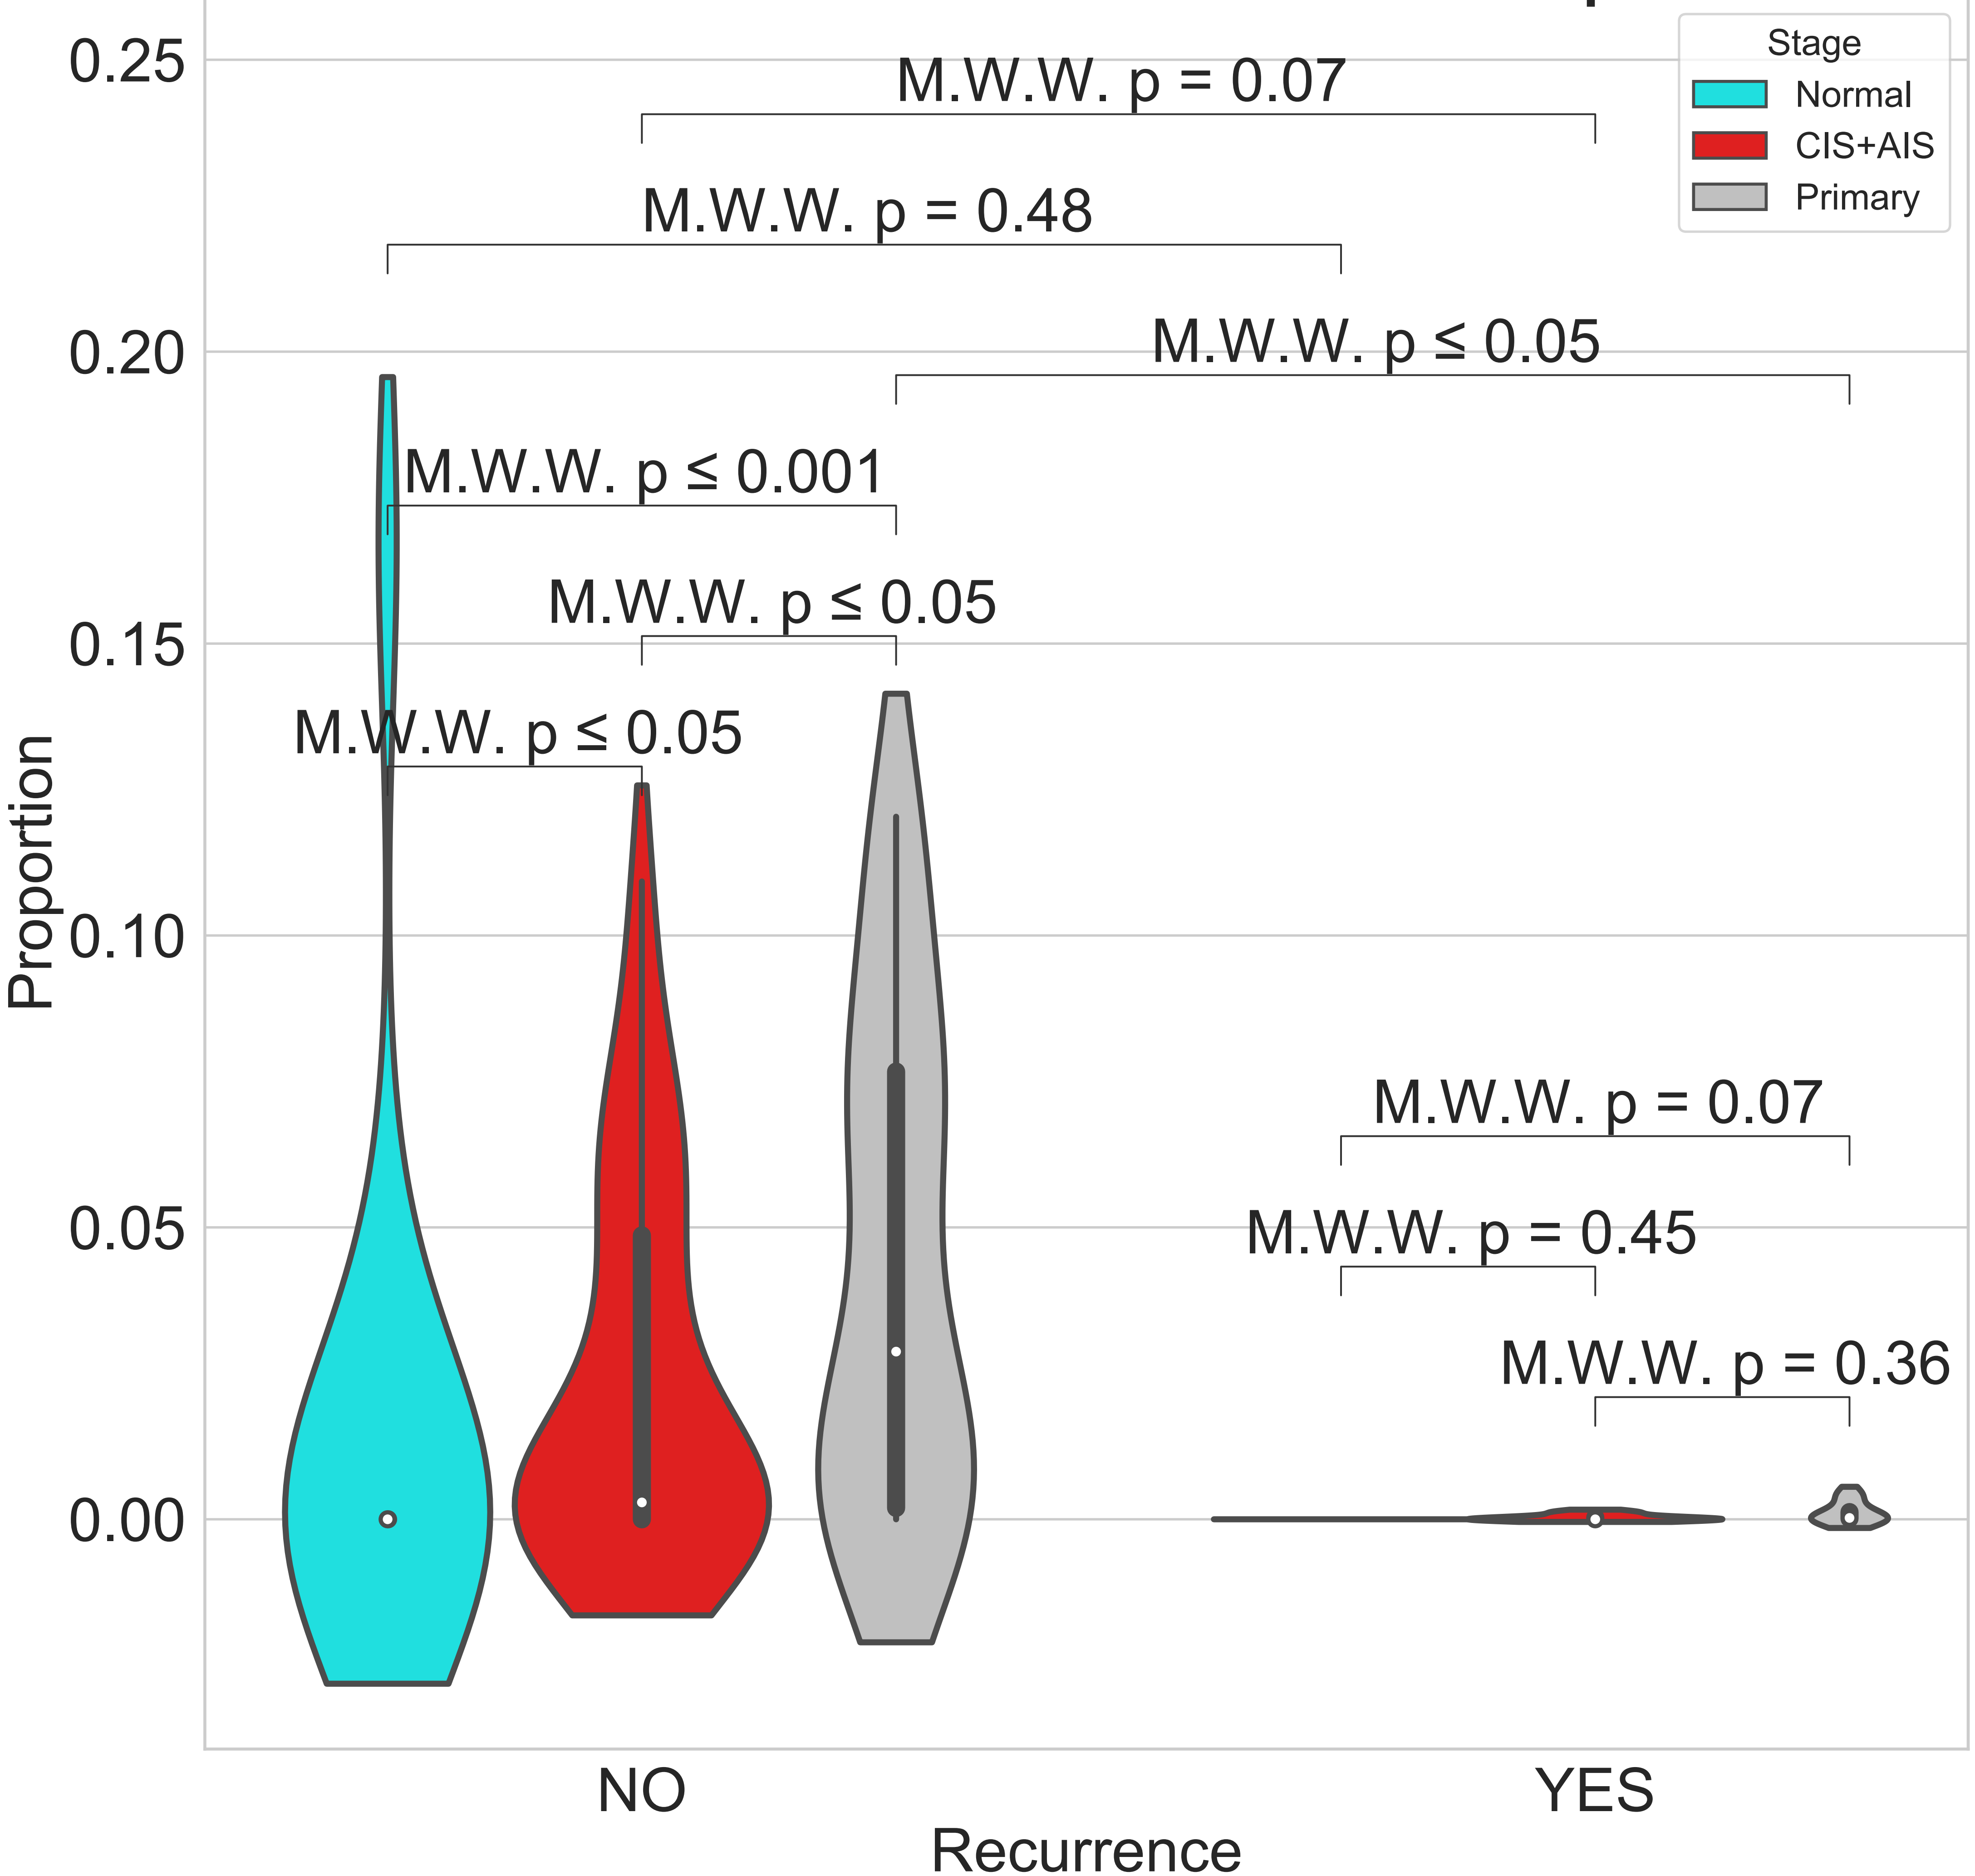 Stage
Normal
CIS+AIS
Primary
0.25
0.20
0.15
0.10
0.05
0.00
Proportion
M.W.W. p = 0.07
M.W.W. p = 0.48
M.W.W. p ≤ 0.05
M.W.W. p ≤ 0.001
M.W.W. p ≤ 0.05
M.W.W. p ≤ 0.05
M.W.W. p = 0.07
M.W.W. p = 0.45
M.W.W. p = 0.36
NO
YES
Recurrence